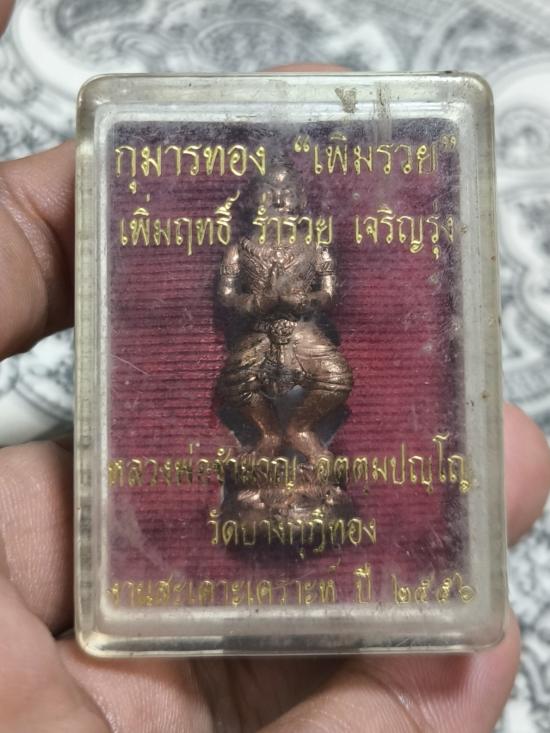 กุมารทอง "เพิ่มรวย"
เพิ่มฤทธิ์ ร่ำรวย เจริญรุ่ง
หลวงพ่อชำนาญ อุตฺตมปญฺโญ
วัดบางกุฎีทอง
งานสะเดาะเคราะห์ ปี ๒๕๕๖